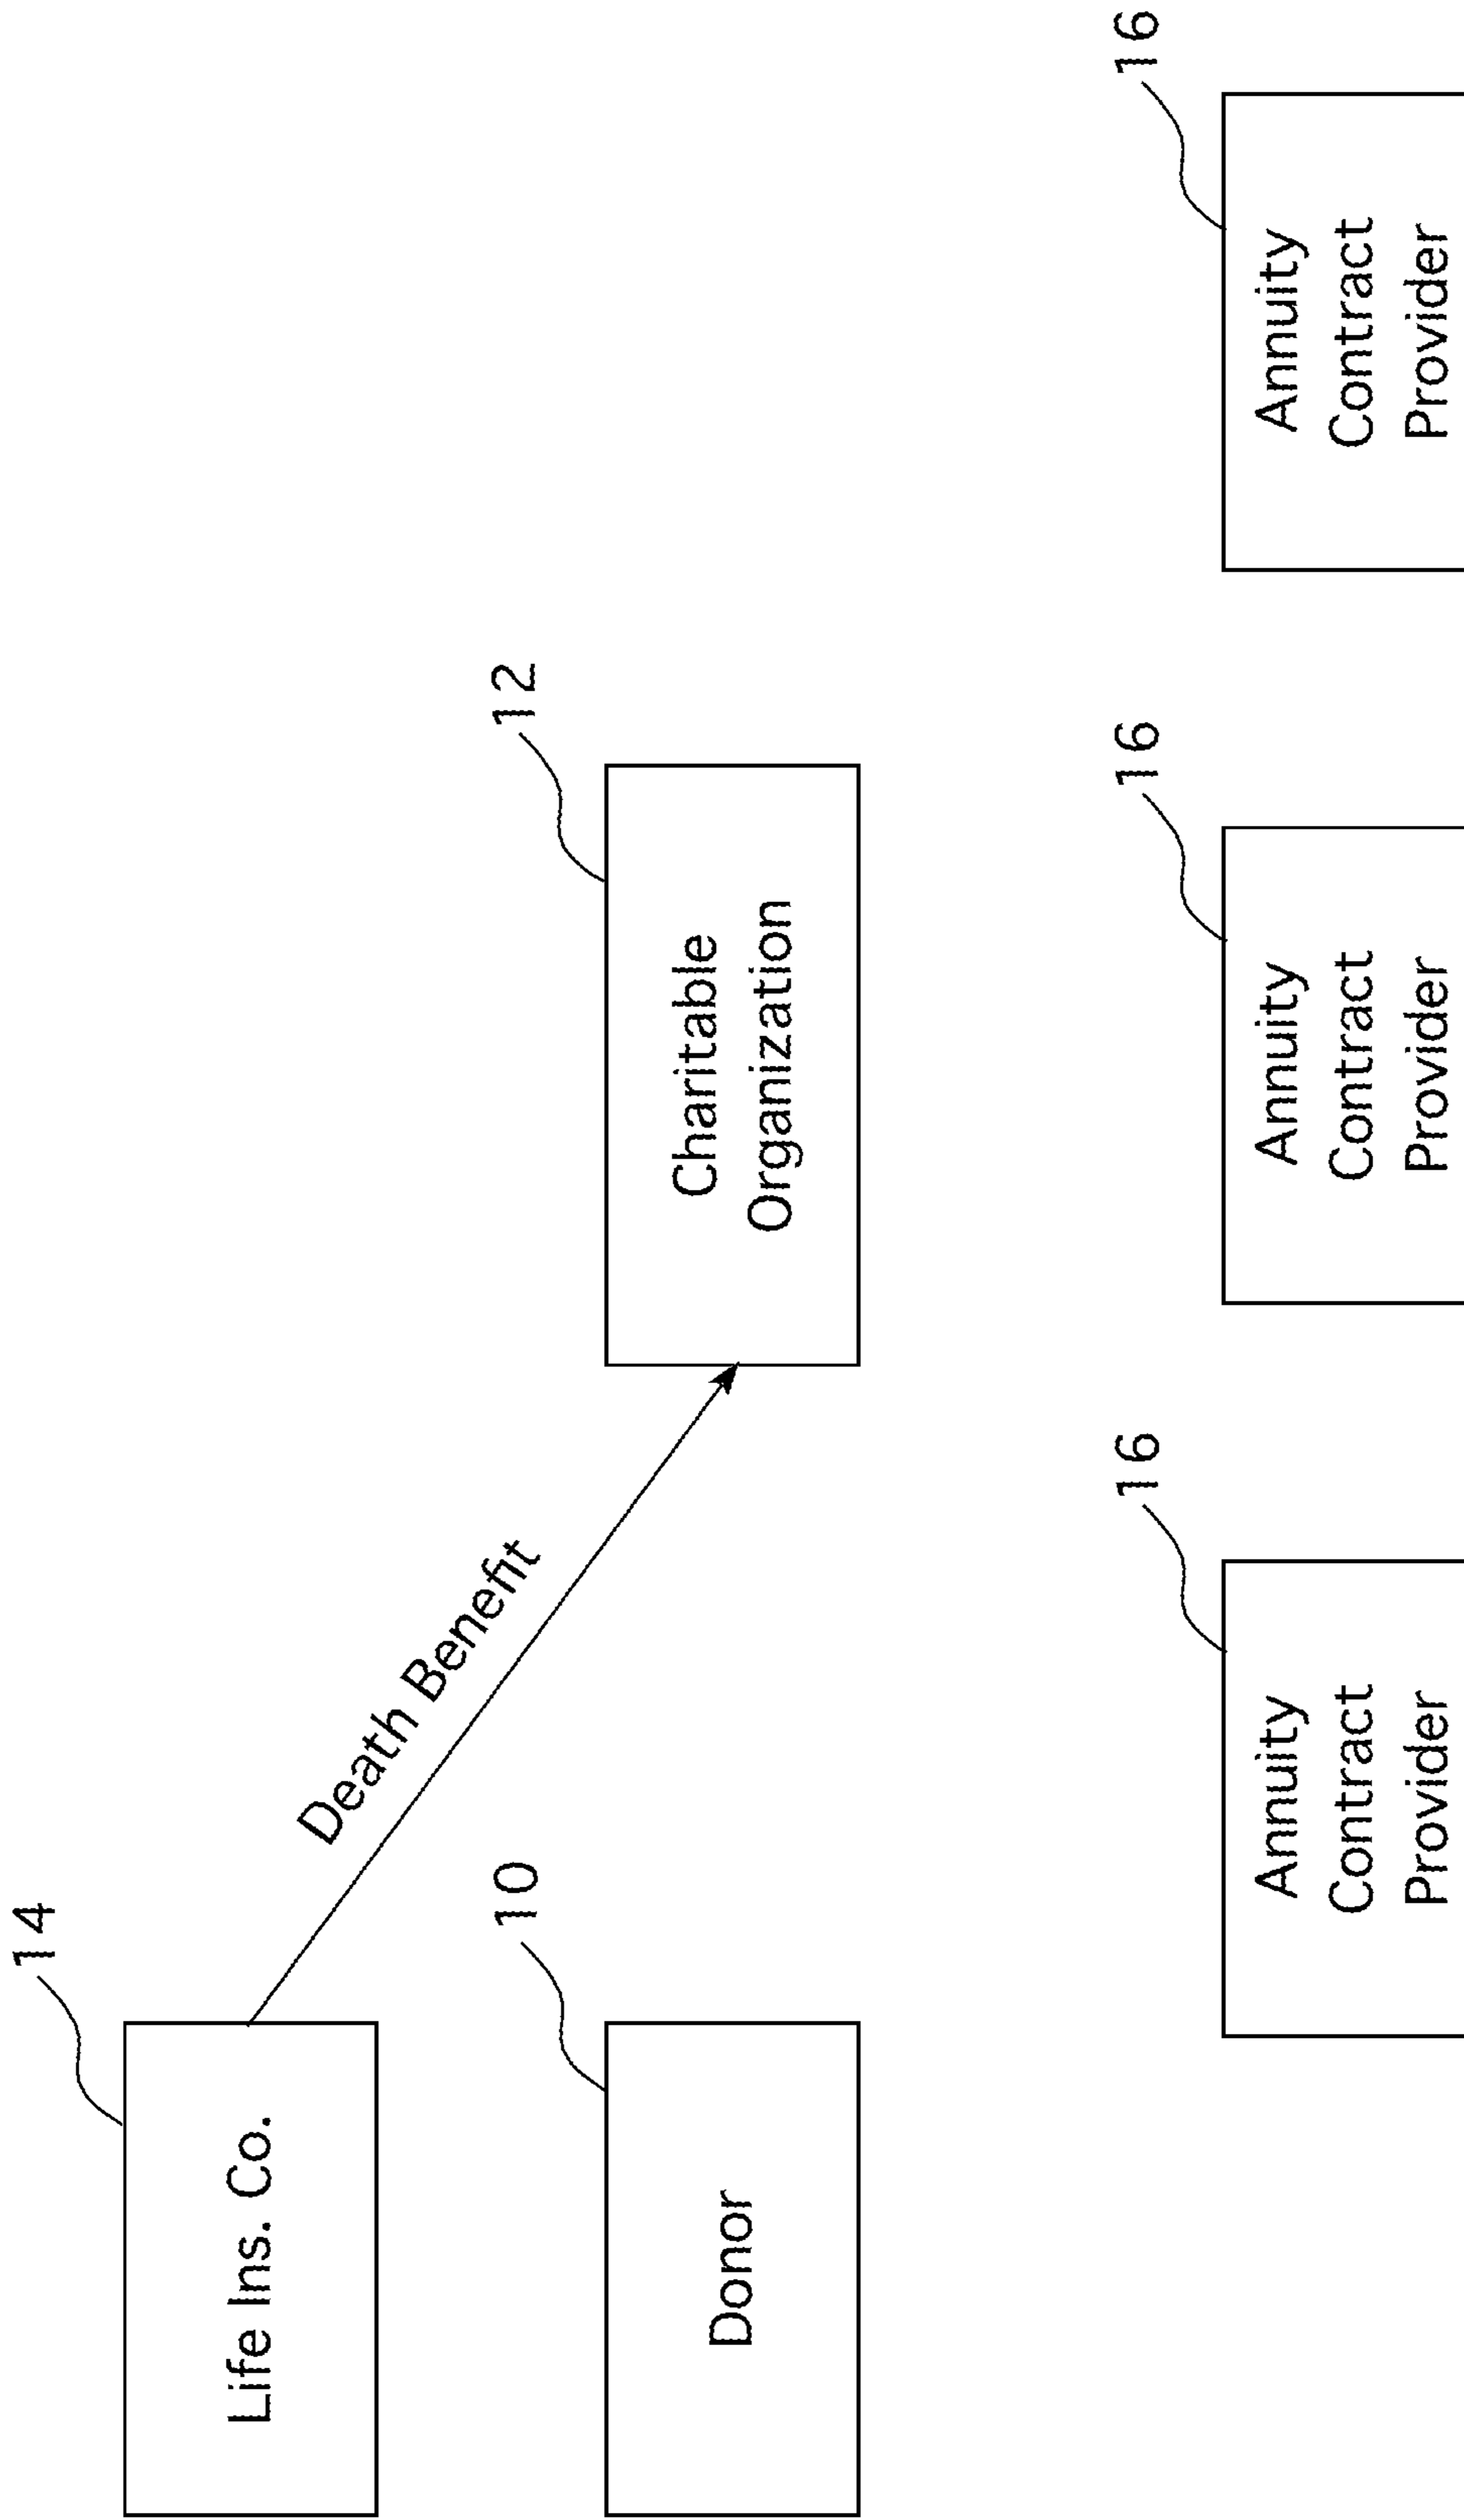 14
Life Ins. Co.
Death Benefit
10
Donor
12
Charitable
Organization
16
Annuity
Contract
Provider
16
Annuity
Contract
Provider
16
Annuity
Contract
Provider